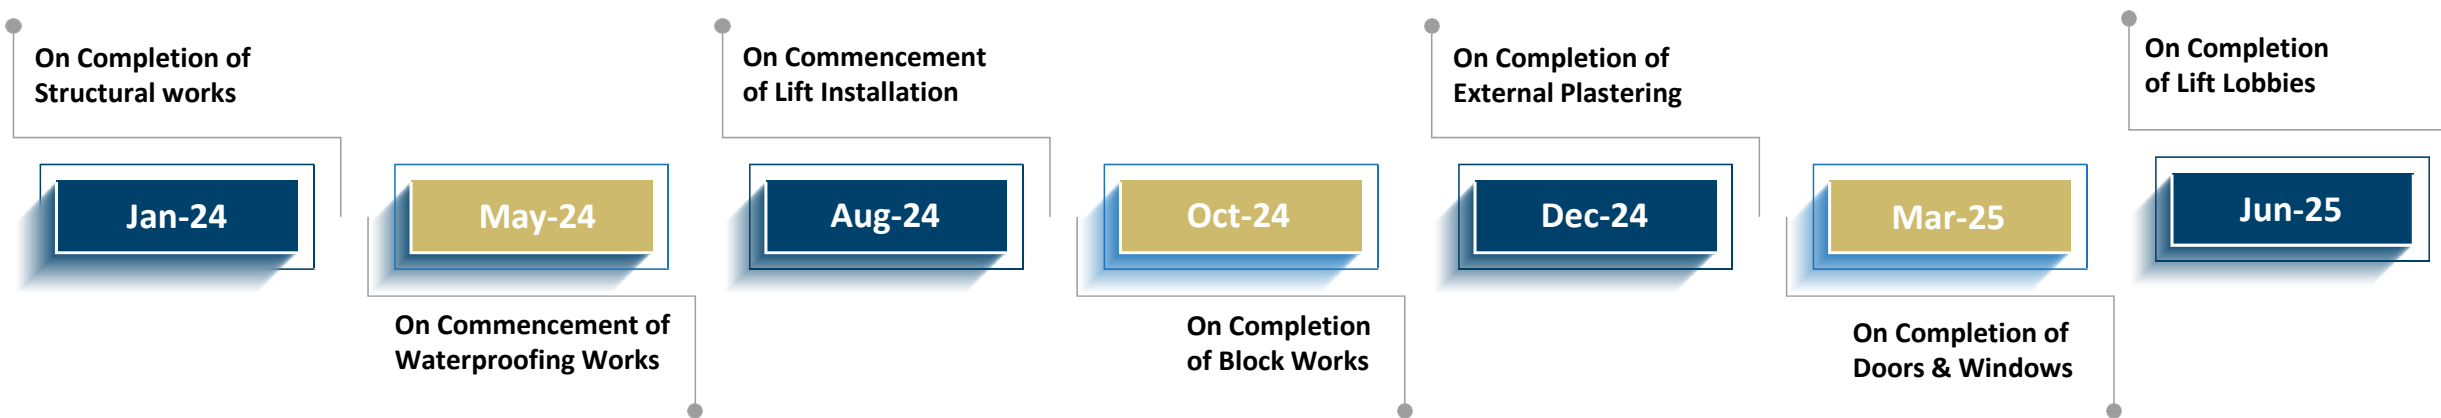 On Completion of
Structural works
Jan-24
May-24
On Commencement of
Waterproofing Works
On Commencement
of Lift Installation
Aug-24
Oct-24
On Completion
of Block Works
On Completion of
External Plastering
Dec-24
Mar-25
On Completion of
Doors & Windows
On Completion
of Lift Lobbies
Jun-25